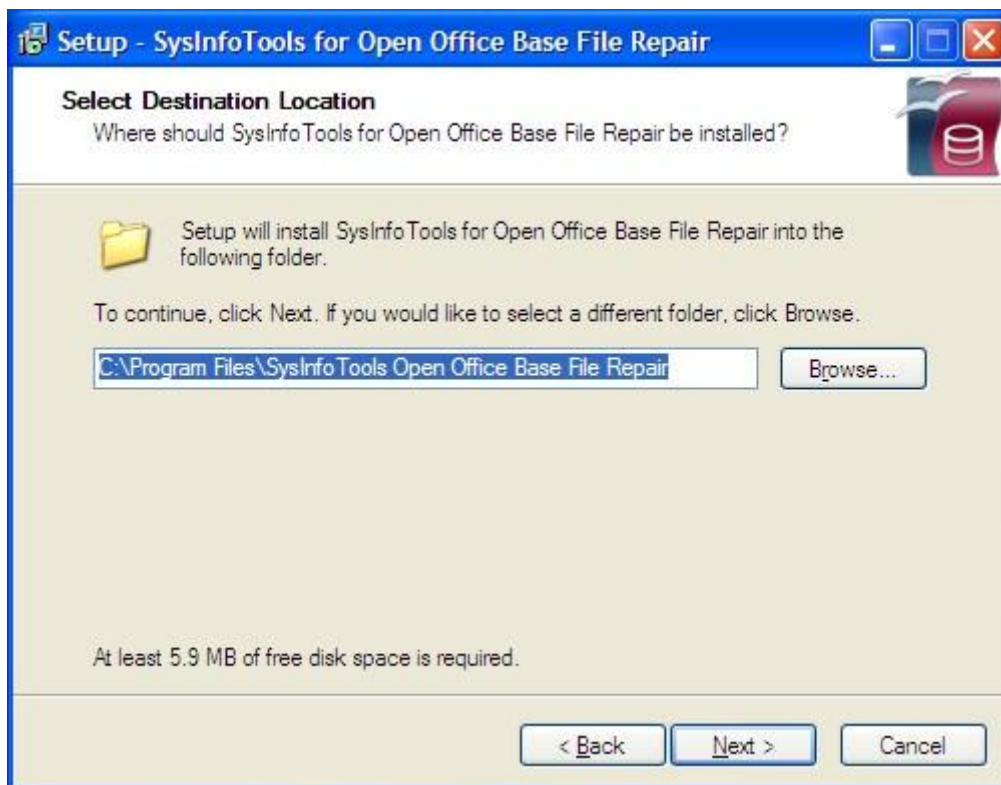 Setup - SysInfoTools for Open Office Base File Repair
Select Destination Location
Where should SysInfoTools for Open Office Base File Repair be installed?
Setup will install SysInfoTools for Open Office Base File Repair into the
following folder.
To continue, click Next. If you would like to select a different folder, click Browse.
C:\Program Files\SysInfoTools Open Office Base File Repair
Browse...
At least 5.9 MB of free disk space is required.
< Back
Next >
Cancel